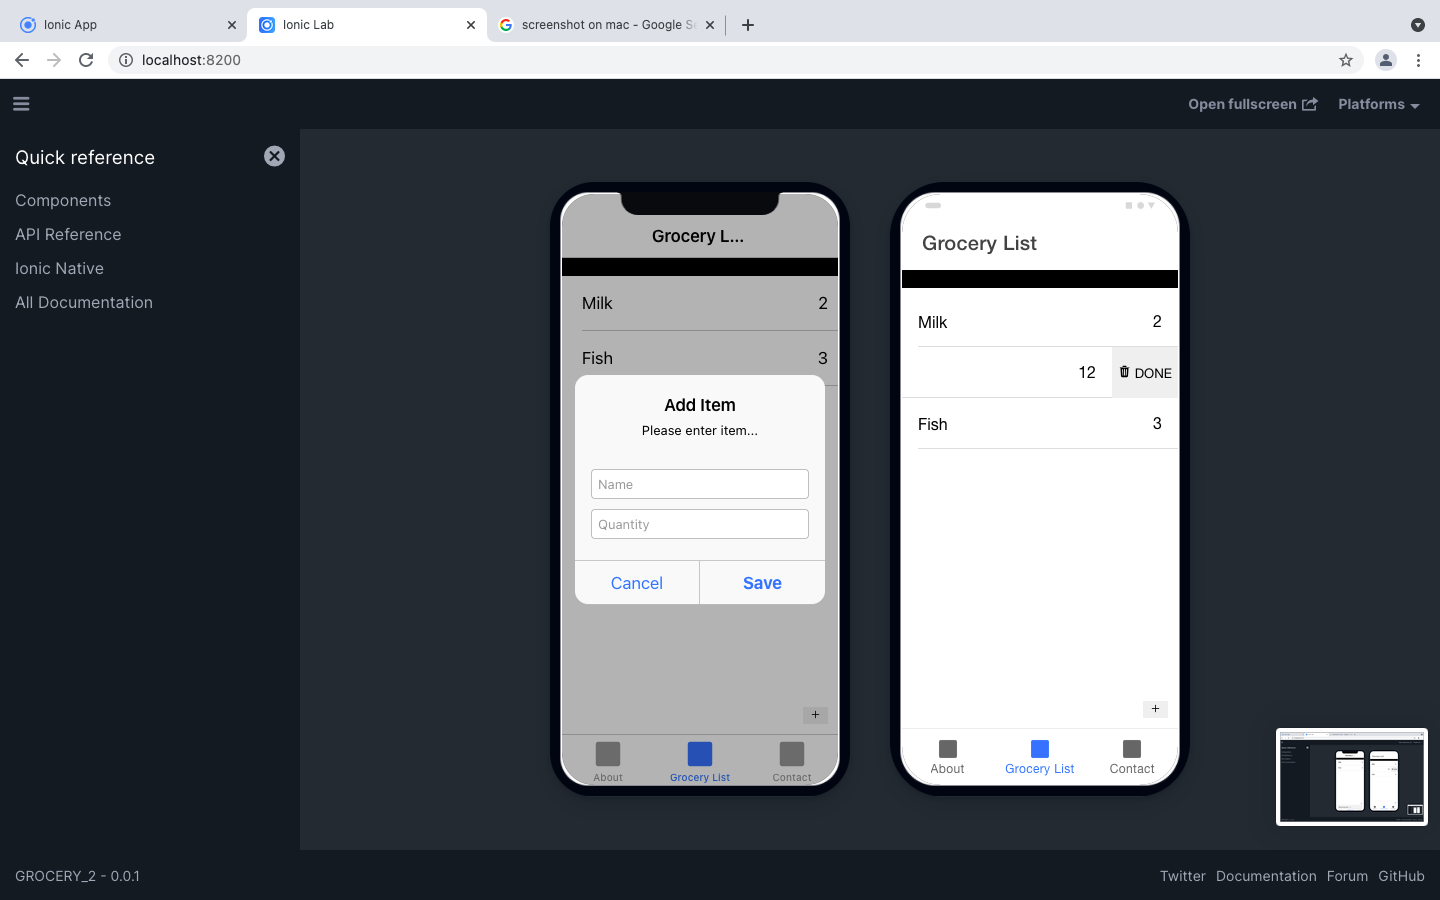 Ionic App
Ionic Lab
screenshot on mac - Google Se
localhost:8200
Open fullscreen
Platforms
Quick reference
Components
API Reference
Ionic Native
All Documentation
Grocery L...
Milk 2
Fish 3
Add Item
Please enter item...
Name
Quantity
Cancel Save
+
About Grocery List Contact
Grocery List
Milk 2
12 DONE
Fish 3
+
About Grocery List Contact
GROCERY_2 - 0.0.1
Twitter Documentation Forum GitHub